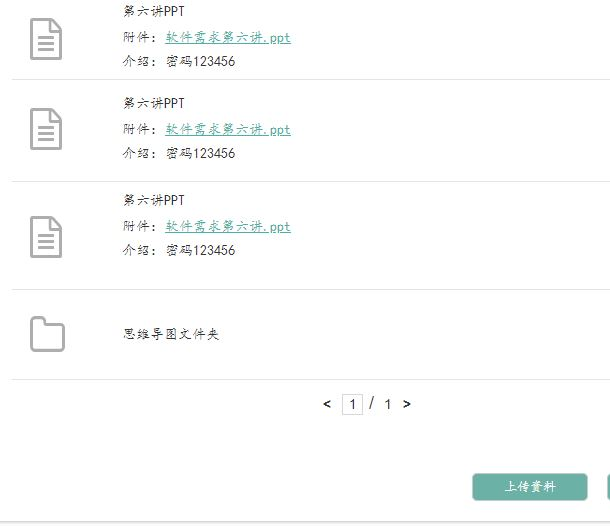 第六讲PPT
附件：软件需求第六讲.ppt
介绍：密码123456
第六讲PPT
附件：软件需求第六讲.ppt
介绍：密码123456
第六讲PPT
附件：软件需求第六讲.ppt
介绍：密码123456
思维导图文件夹
< 1 / 1 >
上传资料